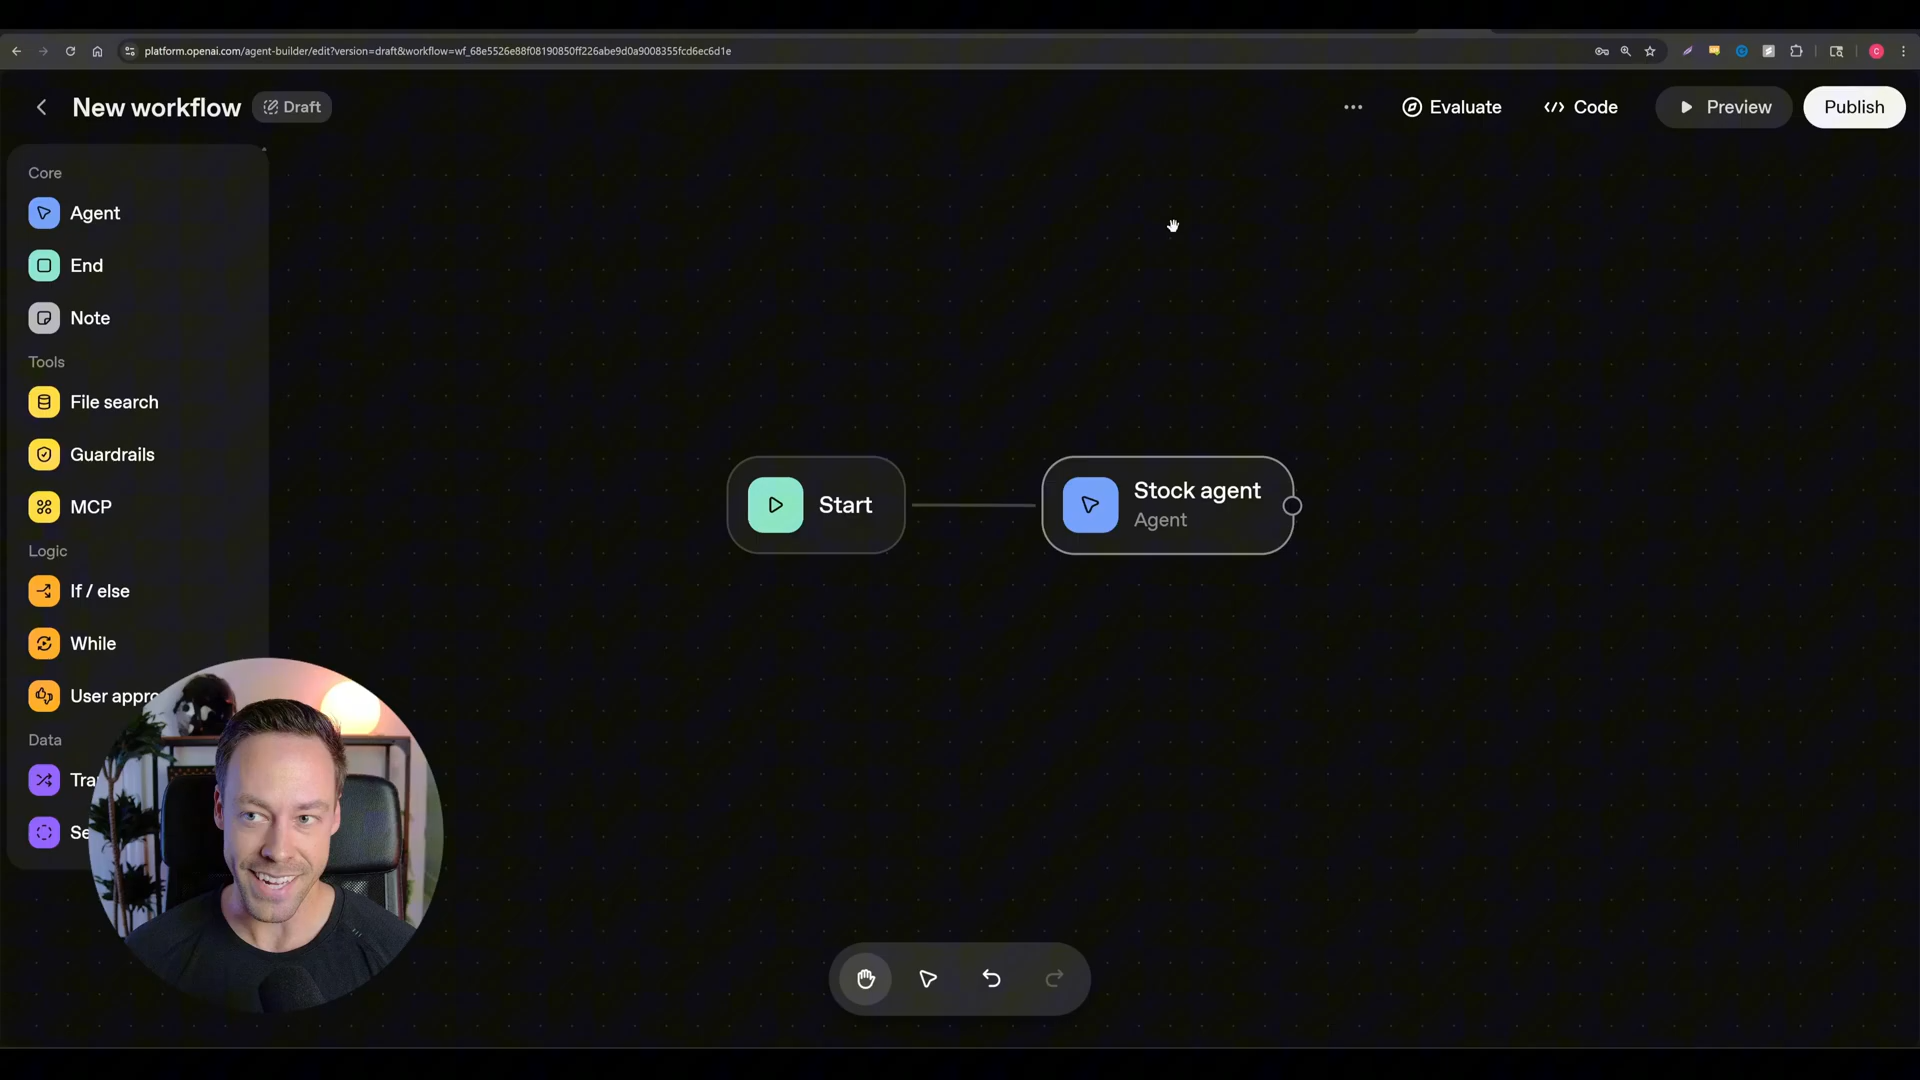 platform.openai.com/agent-builder/edit?version=draft&workflow=wf_68e5526e88f08190850ff226abe9d0a9008355fcd6ec6d1e
C
New workflow
Draft
Evaluate
Code
Preview
Publish
Core
Agent
End
Note
Tools
File search
Guardrails
MCP
Logic
If / else
While
User appro
Data
Tra
Se
Start
Stock agent
Agent